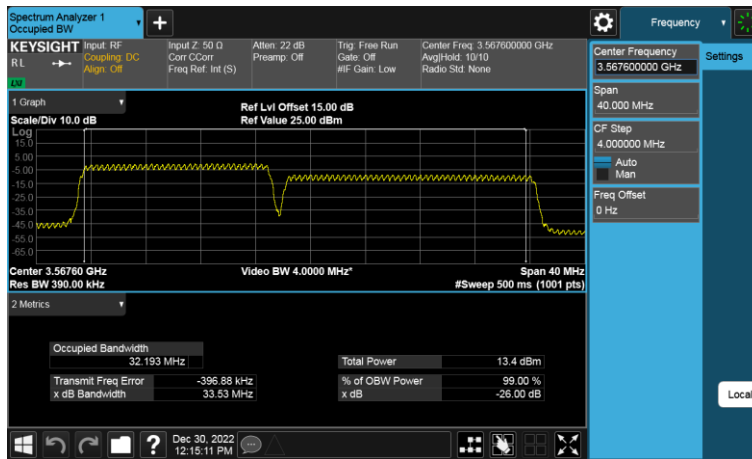 Spectrum Analyzer 1
Occupied BW
+
Frequency
KEYSIGHT
RL
LXI
Input: RF
Coupling: DC
Align: Off
Input Z: 50 Ω
Corr CCorr
Freq Ref: Int (S)
Atten: 22 dB
Preamp: Off
Trig: Free Run
Gate: Off
#IF Gain: Low
Center Freq: 3.567600000 GHz
Avg|Hold: 10/10
Radio Std: None
Center Frequency
3.567600000 GHz
Settings
Span
40.000 MHz
CF Step
4.000000 MHz
Auto
Man
Freq Offset
0 Hz
Local
1 Graph
Scale/Div 10.0 dB
Ref Lvl Offset 15.00 dB
Ref Value 25.00 dBm
Log
15.0
5.00
-5.00
-15.0
-25.0
-35.0
-45.0
-55.0
-65.0
Center 3.56760 GHz
Res BW 390.00 kHz
Video BW 4.0000 MHz*
Span 40 MHz
#Sweep 500 ms (1001 pts)
2 Metrics
Occupied Bandwidth
32.193 MHz
Total Power 13.4 dBm
Transmit Freq Error -396.88 kHz
% of OBW Power 99.00 %
x dB Bandwidth 33.53 MHz
x dB -26.00 dB
?
Dec 30, 2022
12:15:11 PM